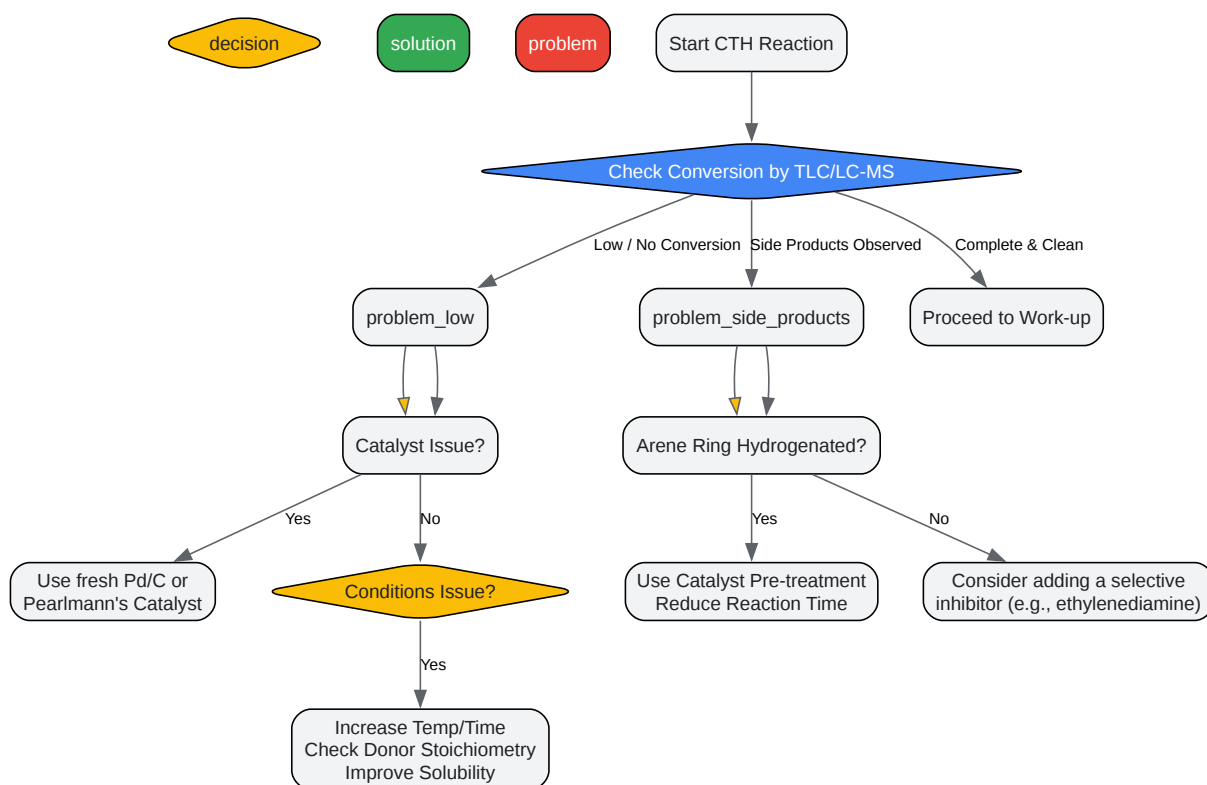 decision
solution
problem
Start CTH Reaction
Check Conversion by TLC/LC-MS
Low / No Conversion
Side Products Observed
Complete & Clean
problem_low
problem_side_products
Proceed to Work-up
Catalyst Issue?
Arene Ring Hydrogenated?
Yes
No
Yes
No
Use fresh Pd/C or
Pearlmann's Catalyst
Conditions Issue?
Use Catalyst Pre-treatment
Reduce Reaction Time
Consider adding a selective
inhibitor (e.g., ethylenediamine)
Yes
Increase Temp/Time
Check Donor Stoichiometry
Improve Solubility